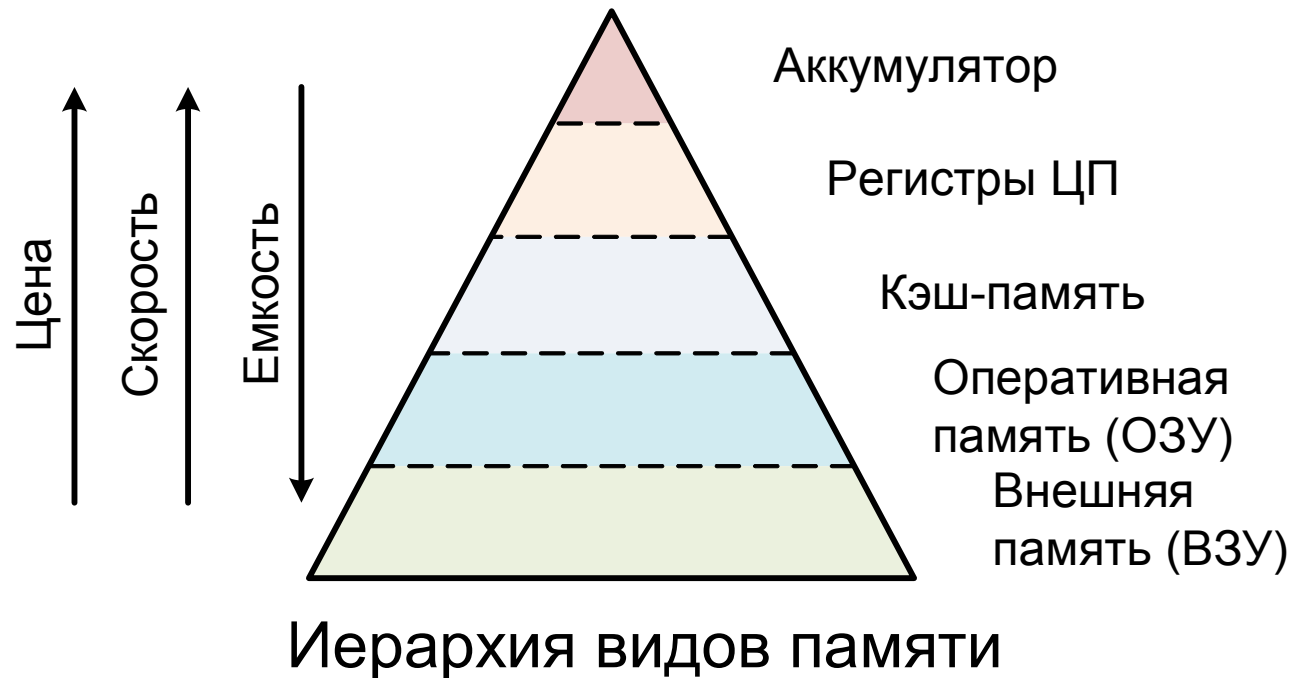 Цена
Скорость
Емкость
Аккумулятор
Регистры ЦП
Кэш-память
Оперативная
память (ОЗУ)
Внешняя
память (ВЗУ)
Иерархия видов памяти